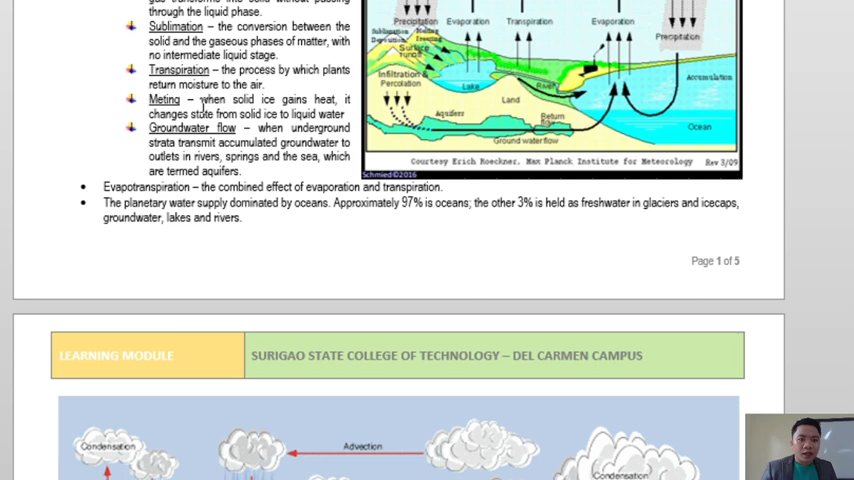 gas transforms into solid without passing
through the liquid phase.
Sublimation – the conversion between the
solid and the gaseous phases of matter, with
no intermediate liquid stage.
Transpiration – the process by which plants
return moisture to the air.
Meting – when solid ice gains heat, it
changes state from solid ice to liquid water
Groundwater flow – when underground
strata transmit accumulated groundwater to
outlets in rivers, springs and the sea, which
are termed aquifers.
Precipitation
Evaporation
Transpiration
Evaporation
Precipitation
Sublimation
Deposition
Melting
Freezing
Surface
Runoff
Infiltration &
Percolation
Lake
River
Land
Accumulation
Aquifers
Return
flow
Ocean
Ground water flow
Courtesy Erich Roeckner, Max Planck Institute for Meteorology
Rev 3/09
Schmied©2016
• Evapotranspiration – the combined effect of evaporation and transpiration.
• The planetary water supply dominated by oceans. Approximately 97% is oceans; the other 3% is held as freshwater in glaciers and icecaps,
groundwater, lakes and rivers.
Page 1 of 5
LEARNING MODULE
SURIGAO STATE COLLEGE OF TECHNOLOGY – DEL CARMEN CAMPUS
Condensation
Advection
Condensation